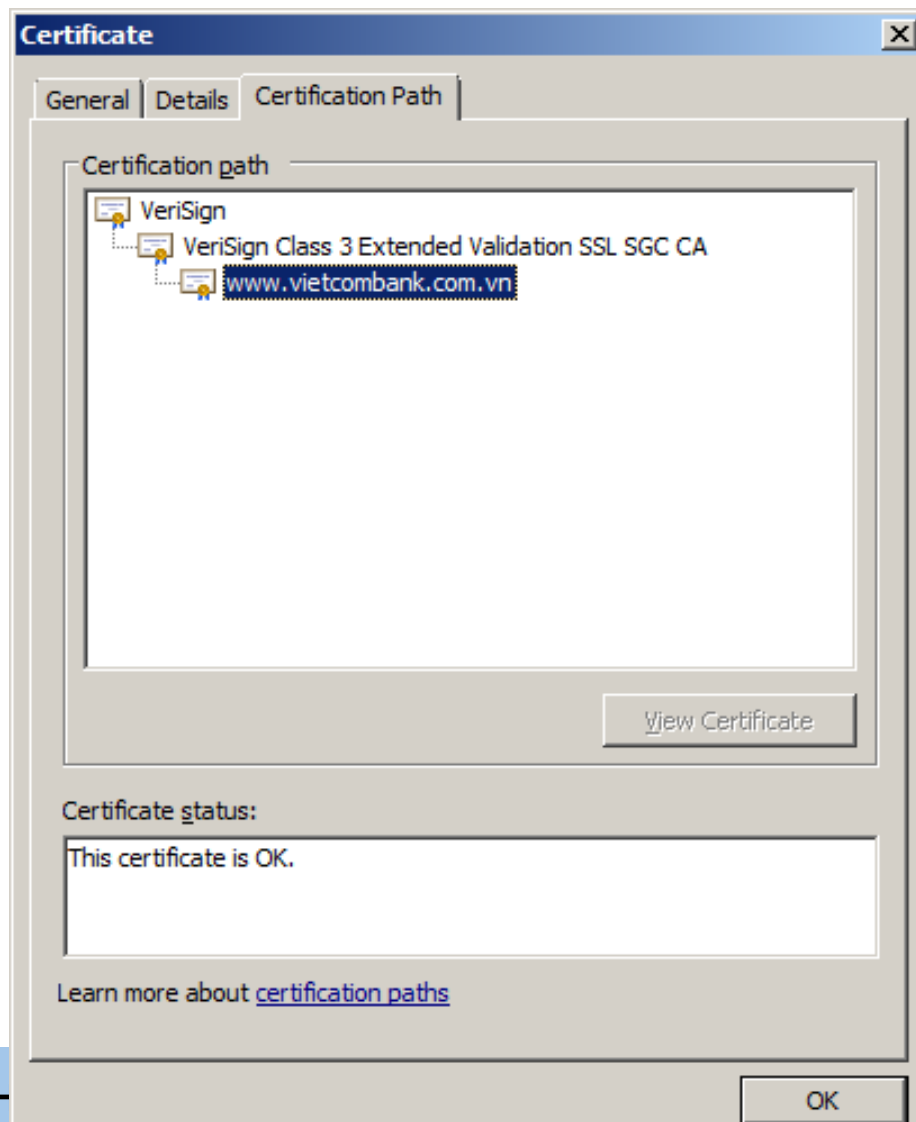 Certificate
General
Details
Certification Path
Certification path
VeriSign
VeriSign Class 3 Extended Validation SSL SGC CA
www.vietcombank.com.vn
View Certificate
Certificate status:
This certificate is OK.
Learn more about certification paths
OK